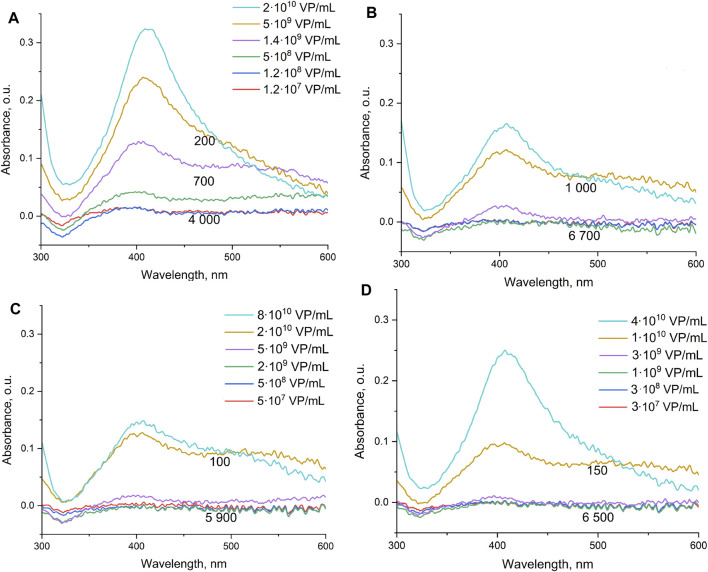 A
2·10¹⁰ VP/mL
5·10⁹ VP/mL
1.4·10⁹ VP/mL
5·10⁸ VP/mL
1.2·10⁸ VP/mL
1.2·10⁷ VP/mL
0.3
0.2
0.1
0.0
Absorbance, o.u.
200
700
4 000
300 400 500 600
Wavelength, nm
B
0.3
0.2
0.1
0.0
Absorbance, o.u.
1 000
6 700
300 400 500 600
Wavelength, nm
C
8·10¹⁰ VP/mL
2·10¹⁰ VP/mL
5·10⁹ VP/mL
2·10⁹ VP/mL
5·10⁸ VP/mL
5·10⁷ VP/mL
0.3
0.2
0.1
0.0
Absorbance, o.u.
100
5 900
300 400 500 600
Wavelength, nm
D
4·10¹⁰ VP/mL
1·10¹⁰ VP/mL
3·10⁹ VP/mL
1·10⁹ VP/mL
3·10⁸ VP/mL
3·10⁷ VP/mL
0.3
0.2
0.1
0.0
Absorbance, o.u.
150
6 500
300 400 500 600
Wavelength, nm